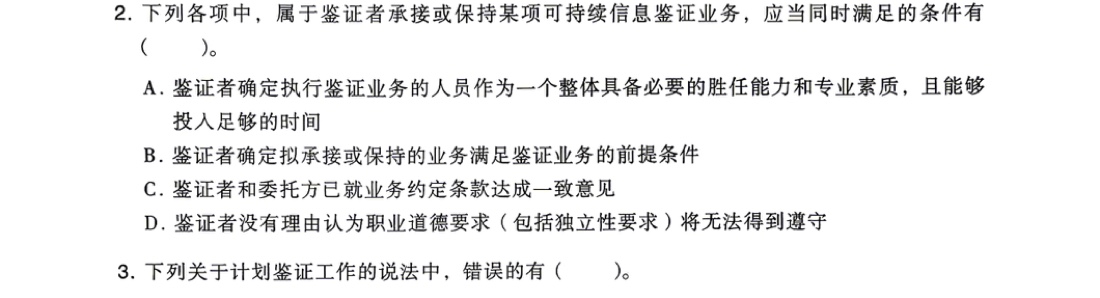 2. 下列各项中，属于鉴证者承接或保持某项可持续信息鉴证业务，应当同时满足的条件有
（　　）。
A. 鉴证者确定执行鉴证业务的人员作为一个整体具备必要的胜任能力和专业素质，且能够
投入足够的时间
B. 鉴证者确定拟承接或保持的业务满足鉴证业务的前提条件
C. 鉴证者和委托方已就业务约定条款达成一致意见
D. 鉴证者没有理由认为职业道德要求（包括独立性要求）将无法得到遵守
3. 下列关于计划鉴证工作的说法中，错误的有（　　）。